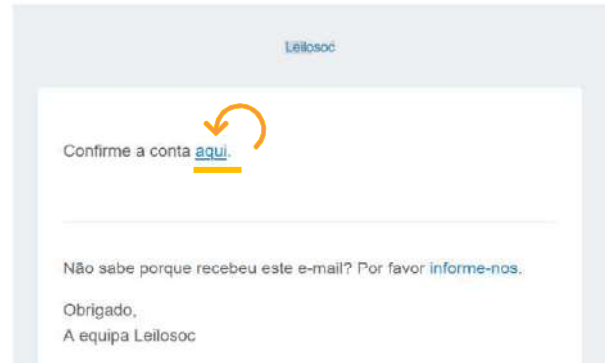 Leilosoc
Confirme a conta aqui.
Não sabe porque recebeu este e-mail? Por favor informe-nos.
Obrigado,
A equipa Leilosoc